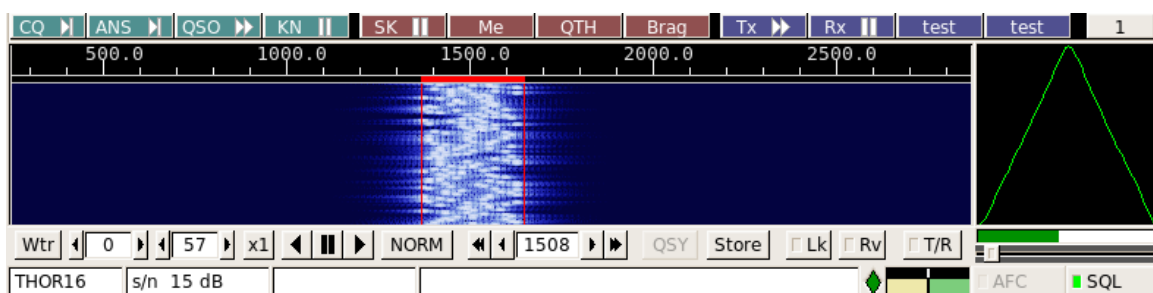 CQ ANS QSO KN SK Me QTH Brag Tx Rx test test 1
500.0 1000.0 1500.0 2000.0 2500.0
Wtr 0 57 x1 NORM 1508 QSY Store Lk Rv T/R
THOR16 s/n 15 dB AFC SQL